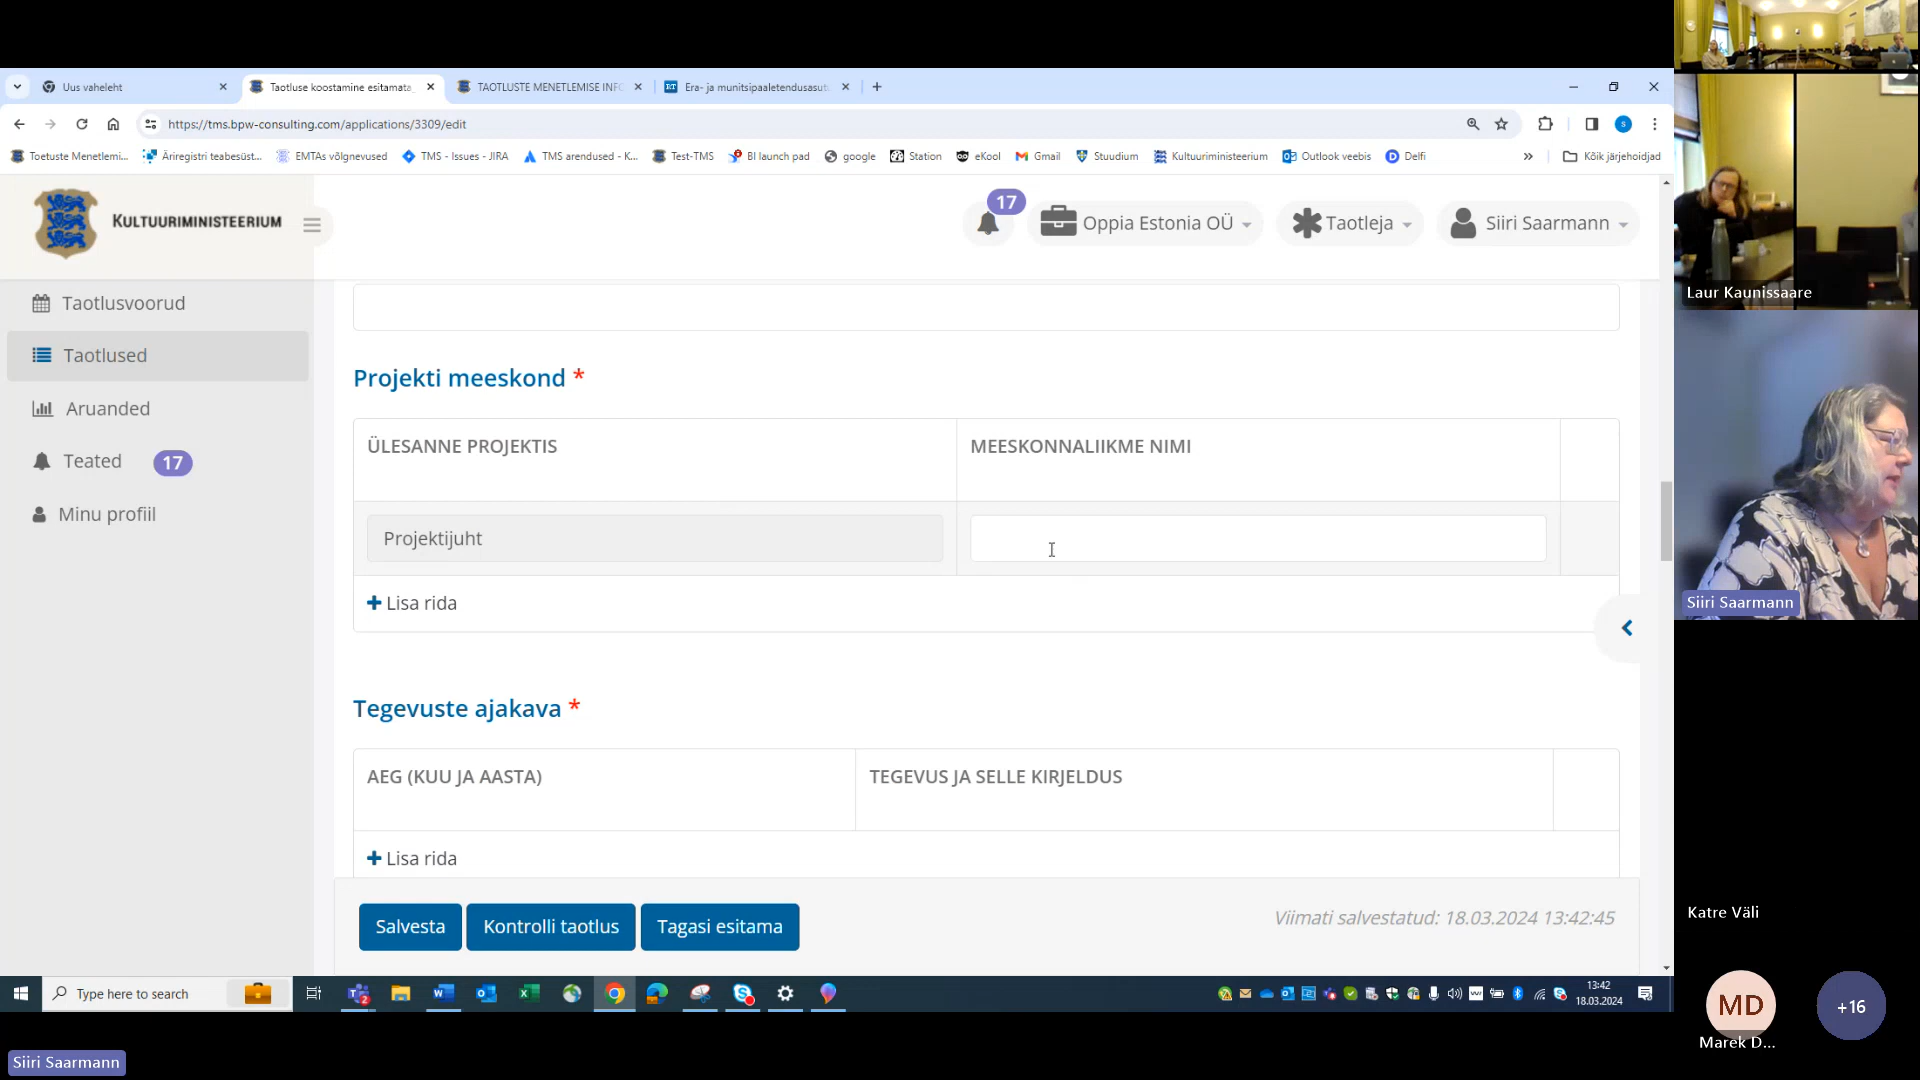 Uus vaheleht
Taotluse koostamine esitamata
TAOTLUSTE MENETLEMISE INFO
Era- ja munitsipaaletendusasutu
https://tms.bpw-consulting.com/applications/3309/edit
Toetuste Menetlemi...
Äriregistri teabesüst...
EMTAs võlgnevused
TMS - Issues - JIRA
TMS arendused - K...
Test-TMS
BI launch pad
google
Station
eKool
Gmail
Stuudium
Kultuuriministeerium
Outlook veebis
Delfi
Kõik järjehoidjad
KULTUURIMINISTEERIUM
17
Oppia Estonia OÜ
Taotleja
Siiri Saarmann
Taotlusvoorud
Taotlused
Aruanded
Teated 17
Minu profiil
Projekti meeskond *
ÜLESANNE PROJEKTIS
MEESKONNALIIKME NIMI
Projektijuht
+ Lisa rida
Tegevuste ajakava *
AEG (KUU JA AASTA)
TEGEVUS JA SELLE KIRJELDUS
+ Lisa rida
Salvesta
Kontrolli taotlus
Tagasi esitama
Viimati salvestatud: 18.03.2024 13:42:45
Type here to search
13:42
18.03.2024
Laur Kaunissaare
Siiri Saarmann
Katre Väli
MD
Marek D...
+16
Siiri Saarmann